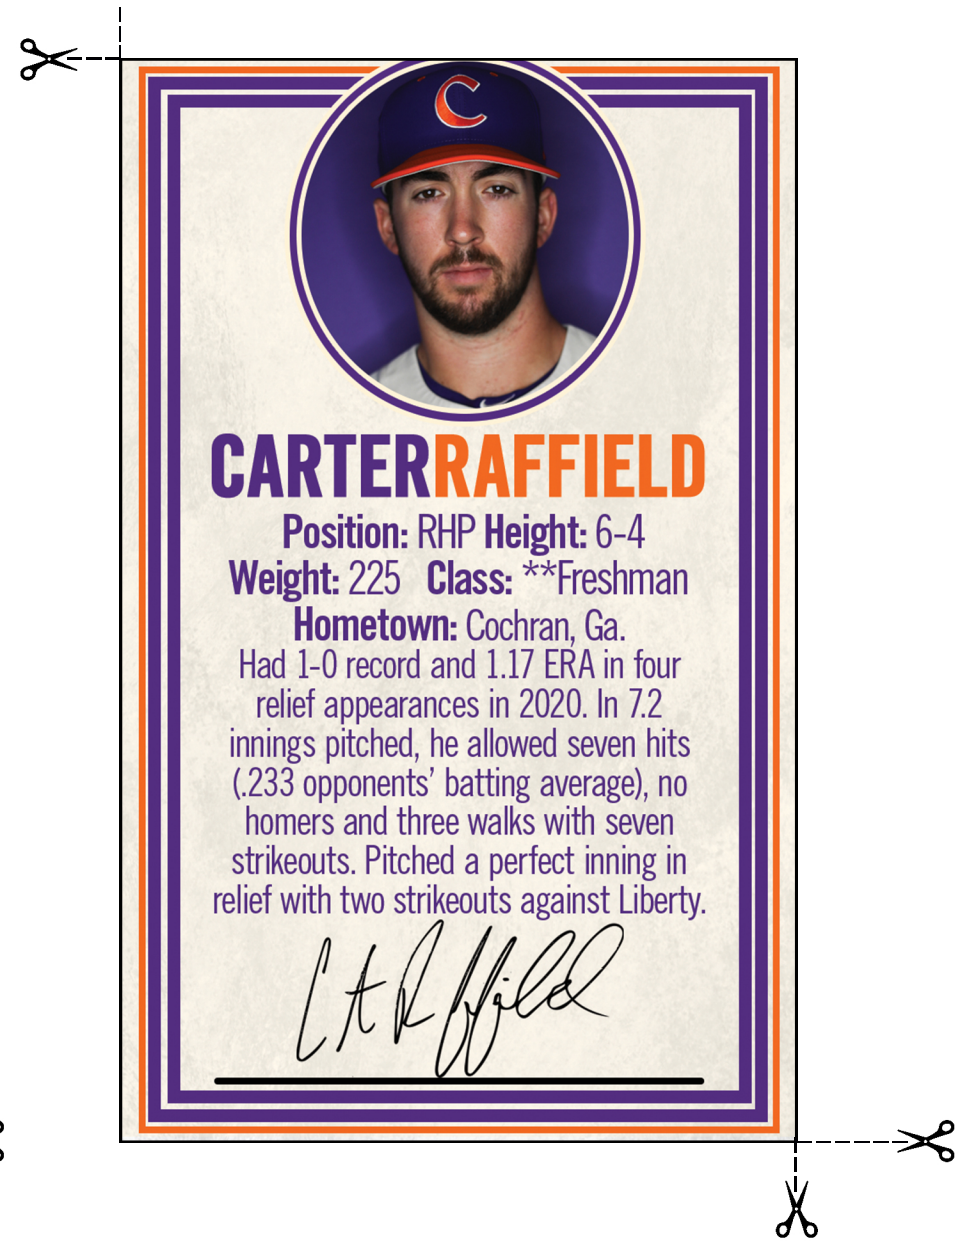 C
CARTERRAFFIELD
Position: RHP Height: 6-4
Weight: 225 Class: **Freshman
Hometown: Cochran, Ga.
Had 1-0 record and 1.17 ERA in four
relief appearances in 2020. In 7.2
innings pitched, he allowed seven hits
(.233 opponents’ batting average), no
homers and three walks with seven
strikeouts. Pitched a perfect inning in
relief with two strikeouts against Liberty.